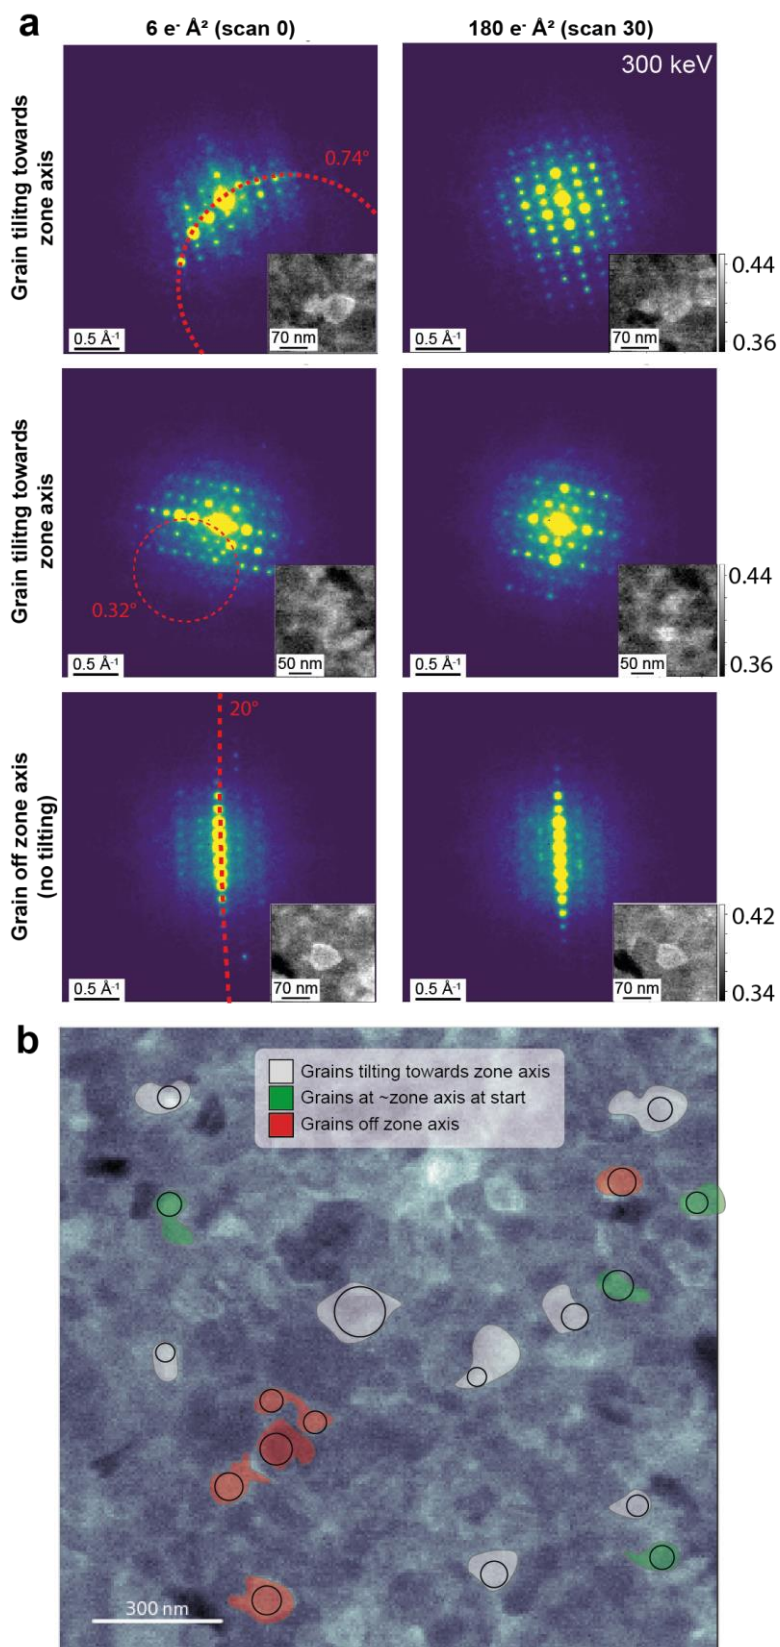 a
6 e⁻ Å² (scan 0)
180 e⁻ Å² (scan 30)
Grain tiliting towards
zone axis
0.74°
0.5 Å⁻¹
70 nm
300 keV
0.5 Å⁻¹
70 nm
0.44
0.36
Grain tiliting towards
zone axis
0.32°
0.5 Å⁻¹
50 nm
0.5 Å⁻¹
50 nm
0.44
0.36
Grain off zone axis
(no tilting)
20°
0.5 Å⁻¹
70 nm
0.5 Å⁻¹
70 nm
0.42
0.34
b
Grains tilting towards zone axis
Grains at ~zone axis at start
Grains off zone axis
300 nm